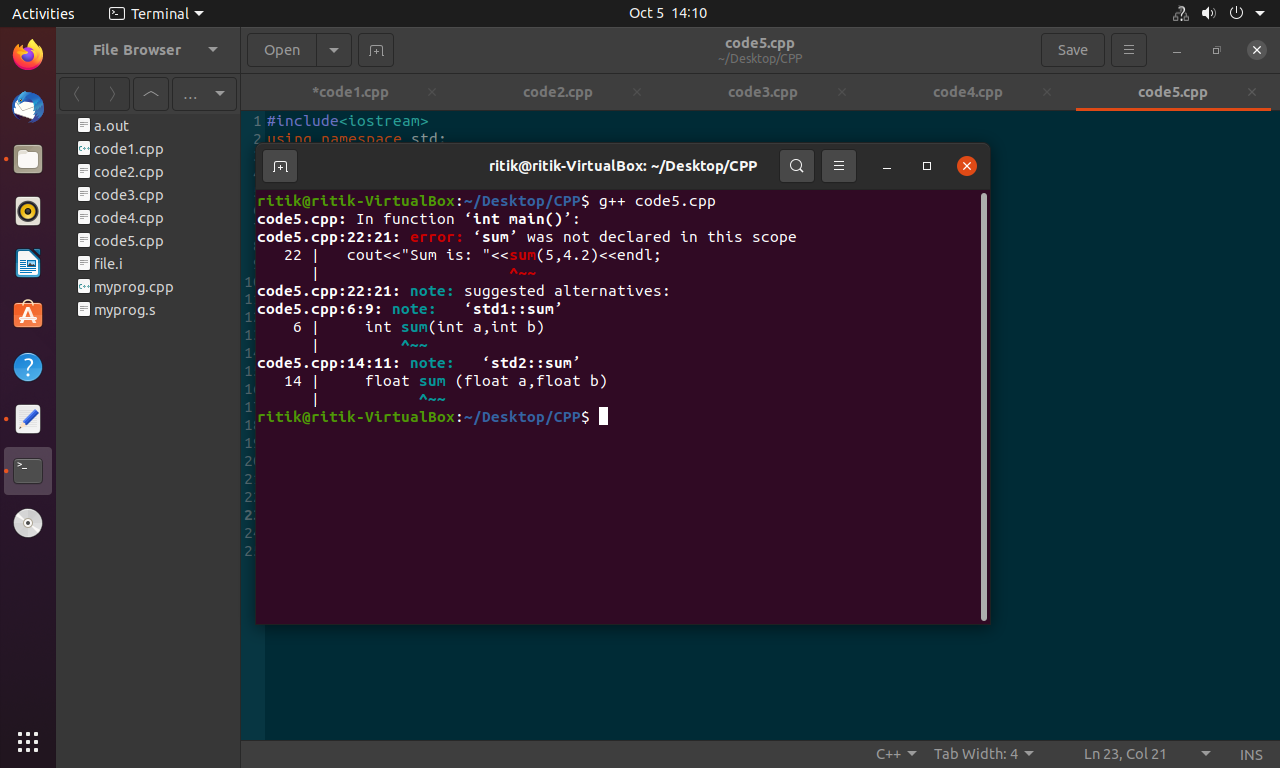 Activities
Terminal
Oct 5 14:10
File Browser
Open
code5.cpp
~/Desktop/CPP
Save
...
*code1.cpp
code2.cpp
code3.cpp
code4.cpp
code5.cpp
a.out
code1.cpp
code2.cpp
code3.cpp
code4.cpp
code5.cpp
file.i
myprog.cpp
myprog.s
1 #include<iostream>
2 using namespace std;
ritik@ritik-VirtualBox: ~/Desktop/CPP
ritik@ritik-VirtualBox:~/Desktop/CPP$ g++ code5.cpp
code5.cpp: In function ‘int main()’:
code5.cpp:22:21: error: ‘sum’ was not declared in this scope
22 | cout<<"Sum is: "<<sum(5,4.2)<<endl;
| ^~~
code5.cpp:22:21: note: suggested alternatives:
code5.cpp:6:9: note: ‘std1::sum’
6 | int sum(int a,int b)
| ^~~
code5.cpp:14:11: note: ‘std2::sum’
14 | float sum (float a,float b)
| ^~~
ritik@ritik-VirtualBox:~/Desktop/CPP$
C++
Tab Width: 4
Ln 23, Col 21
INS